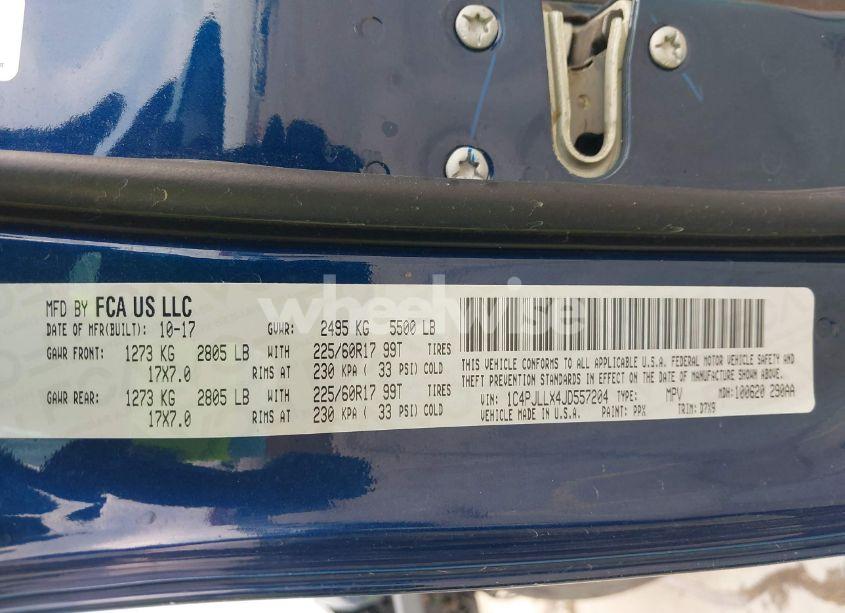 MFD BY FCA US LLC
DATE OF MFR(BUILT): 10-17 GVWR: 2495 KG 5500 LB
GAWR FRONT: 1273 KG 2805 LB WITH 225/60R17 99T TIRES
17X7.0 RIMS AT 230 KPA ( 33 PSI) COLD
GAWR REAR: 1273 KG 2805 LB WITH 225/60R17 99T TIRES
17X7.0 RIMS AT 230 KPA ( 33 PSI) COLD
THIS VEHICLE CONFORMS TO ALL APPLICABLE U.S.A. FEDERAL MOTOR VEHICLE SAFETY AND
THEFT PREVENTION STANDARDS IN EFFECT ON THE DATE OF MANUFACTURE SHOWN ABOVE.
VIN: 1C4PJLLX4JD557204 TYPE: MPV MDH: 100620 290AA
VEHICLE MADE IN U.S.A. PAINT: PPX TRIM: D7X9
wheelwise